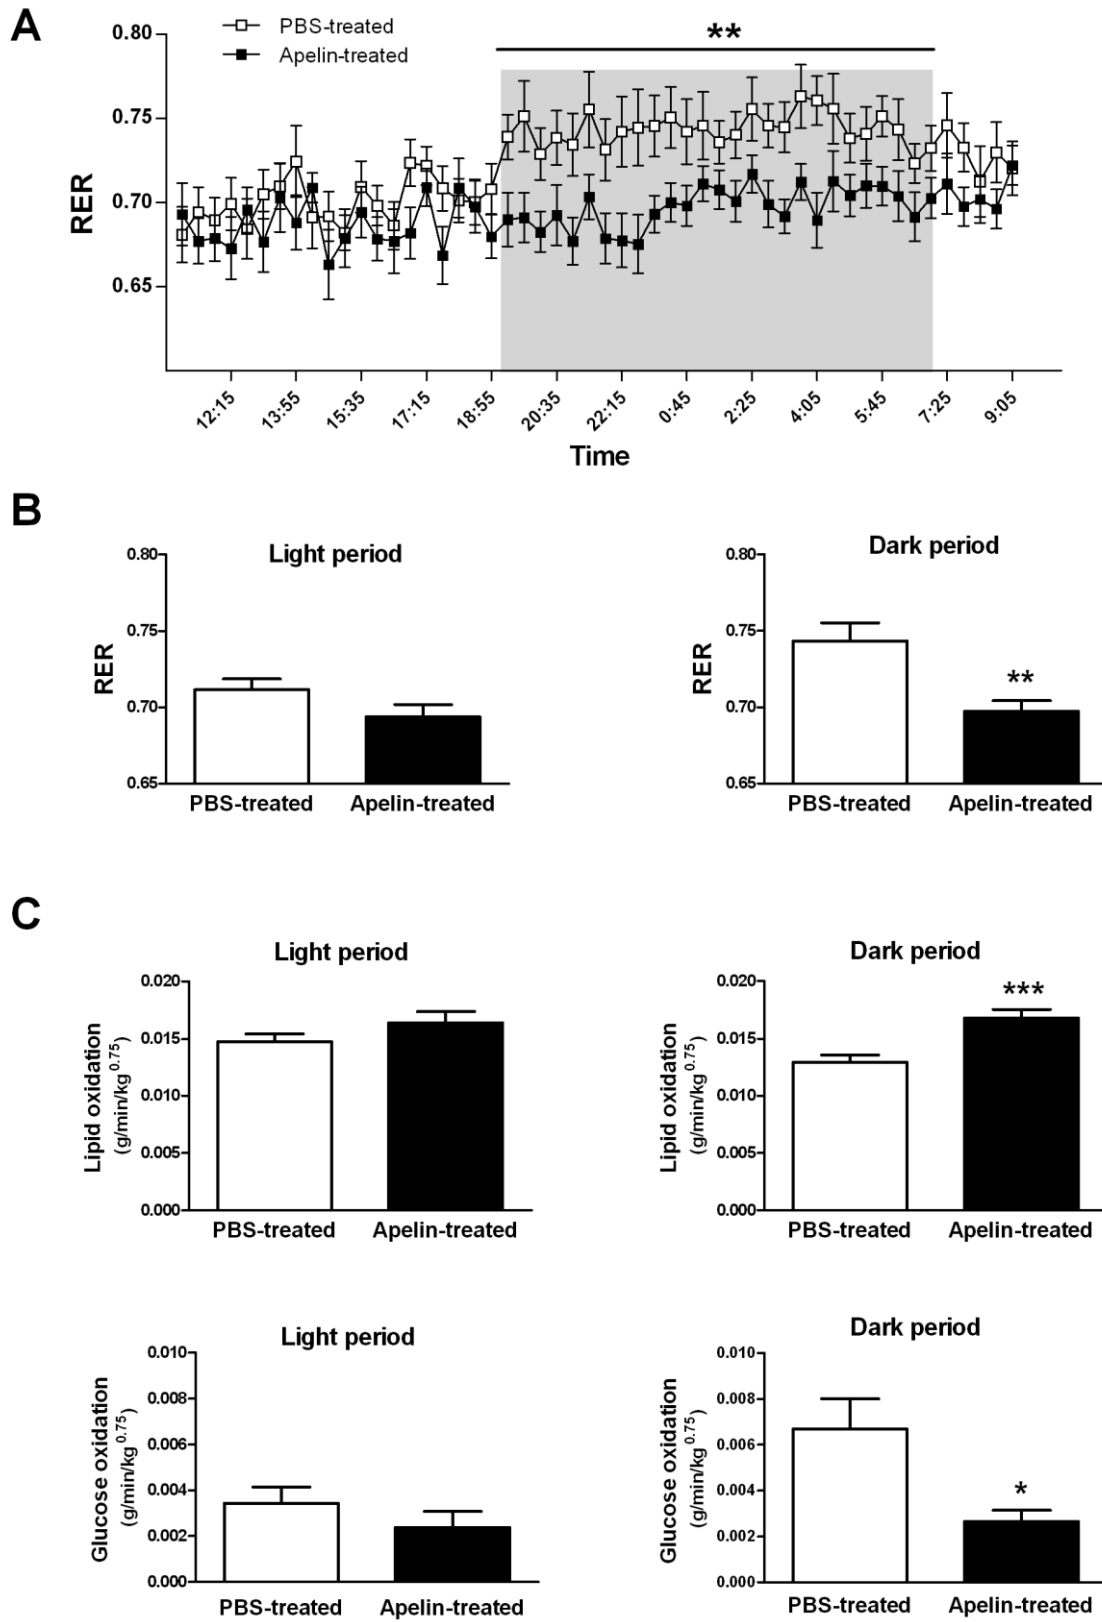 A
PBS-treated
Apelin-treated
**
RER
0.80
0.75
0.70
0.65
12:15 13:55 15:35 17:15 18:55 20:35 22:15 0:45 2:25 4:05 5:45 7:25 9:05
Time
B
Light period
RER
0.80
0.75
0.70
0.65
PBS-treated Apelin-treated
Dark period
RER
0.80
0.75
0.70
0.65
**
PBS-treated Apelin-treated
C
Light period
Lipid oxidation
(g/min/kg0.75)
0.020
0.015
0.010
0.005
0.000
PBS-treated Apelin-treated
Dark period
Lipid oxidation
(g/min/kg0.75)
0.020
0.015
0.010
0.005
0.000
***
PBS-treated Apelin-treated
Light period
Glucose oxidation
(g/min/kg0.75)
0.010
0.008
0.006
0.004
0.002
0.000
PBS-treated Apelin-treated
Dark period
Glucose oxidation
(g/min/kg0.75)
0.010
0.008
0.006
0.004
0.002
0.000
*
PBS-treated Apelin-treated